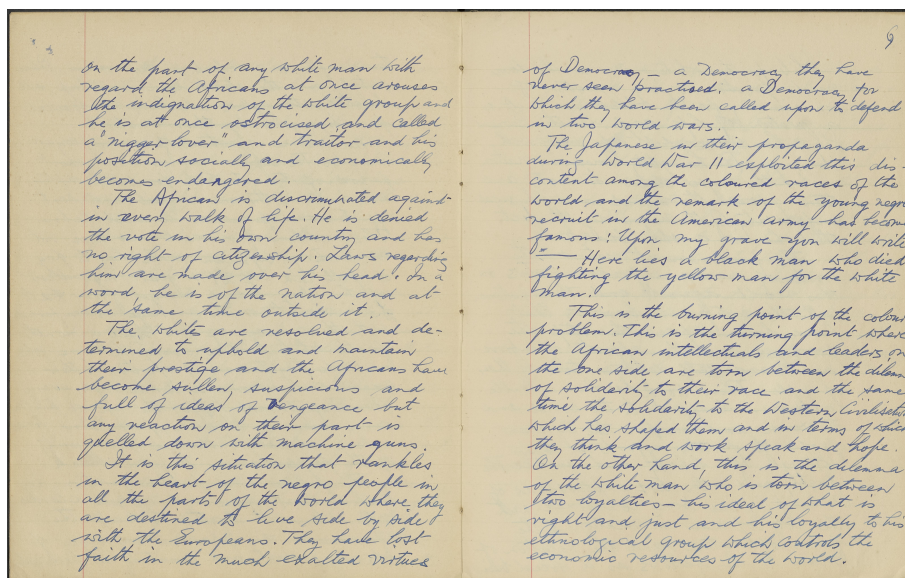 on the part of any white man with
regard the Africans at once arouses
the indignation of the white group and
he is at once ostrocised and called
a "nigger lover" and traitor and his
position socially and economically
becomes endangered.
The African is discriminated against
in every walk of life. He is denied
the vote in his own country and has
no right of citizenship. Laws regarding
him are made over his head. In a
word, he is of the nation and at
the same time outside it.
The white are resolved and de-
termined to uphold and maintain
their prestige and the Africans have
become sullen, suspicious and
full of ideas of vengeance but
any reaction on their part is
quelled down with machine guns
It is this situation that rankles
in the heart of the negro people in
all the parts of the world where they
are destined to live side by side
with the Europeans. They have lost
faith in the much exalted virtues
6
of Democracy – a Democracy they have
never seen practised. a Democracy for
which they have been called upon to defend
in two world wars.
The Japanese in their propaganda
during World War II exploited this dis-
content among the coloured races of the
world and the remark of the young negro
recruit in the American army has become
famous: Upon my grave you will write
"— Here lies a black man who died
fighting the yellow man for the white
man."
This is the burning point of the colour
problem. This is the turning point where
the African intellectuals and leaders on
the one side are torn between the dilemma
of solidarity to their race and the same
time the solidarity to the Western Civilisation
which has shaped them and in terms of which
they think and work speak and hope.
On the other hand, this is the dilemma
of the white man who is torn between
two loyalties – his ideal of what is
right and just and his loyalty to his
ethnological group which controls the
economic resources of the world.